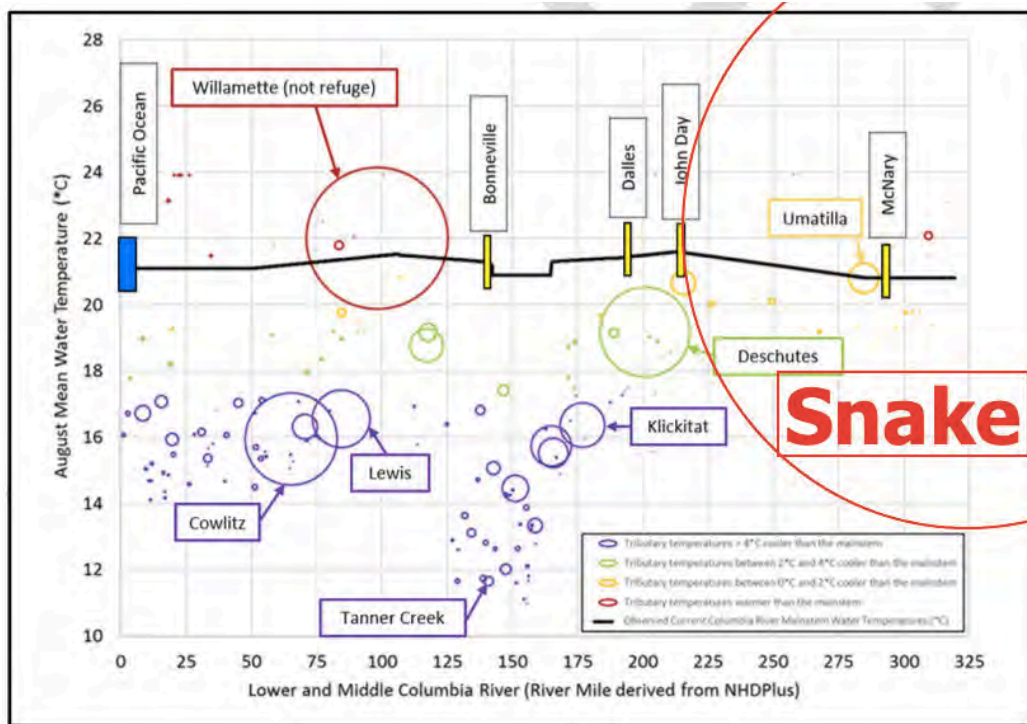 28
26
24
22
20
18
16
14
12
10
August Mean Water Temperature (°C)
Pacific Ocean
Willamette (not refuge)
Bonneville
Dalles
John Day
McNary
Umatilla
Deschutes
Snake
Klickitat
Lewis
Cowlitz
Tanner Creek
Tributary temperatures > 4°C cooler than the mainstem
Tributary temperatures between 2°C and 4°C cooler than the mainstem
Tributary temperatures between 0°C and 2°C cooler than the mainstem
Tributary temperatures warmer than the mainstem
Observed Current Columbia River Mainstem Water Temperatures (°C)
0 25 50 75 100 125 150 175 200 225 250 275 300 325
Lower and Middle Columbia River (River Mile derived from NHDPlus)